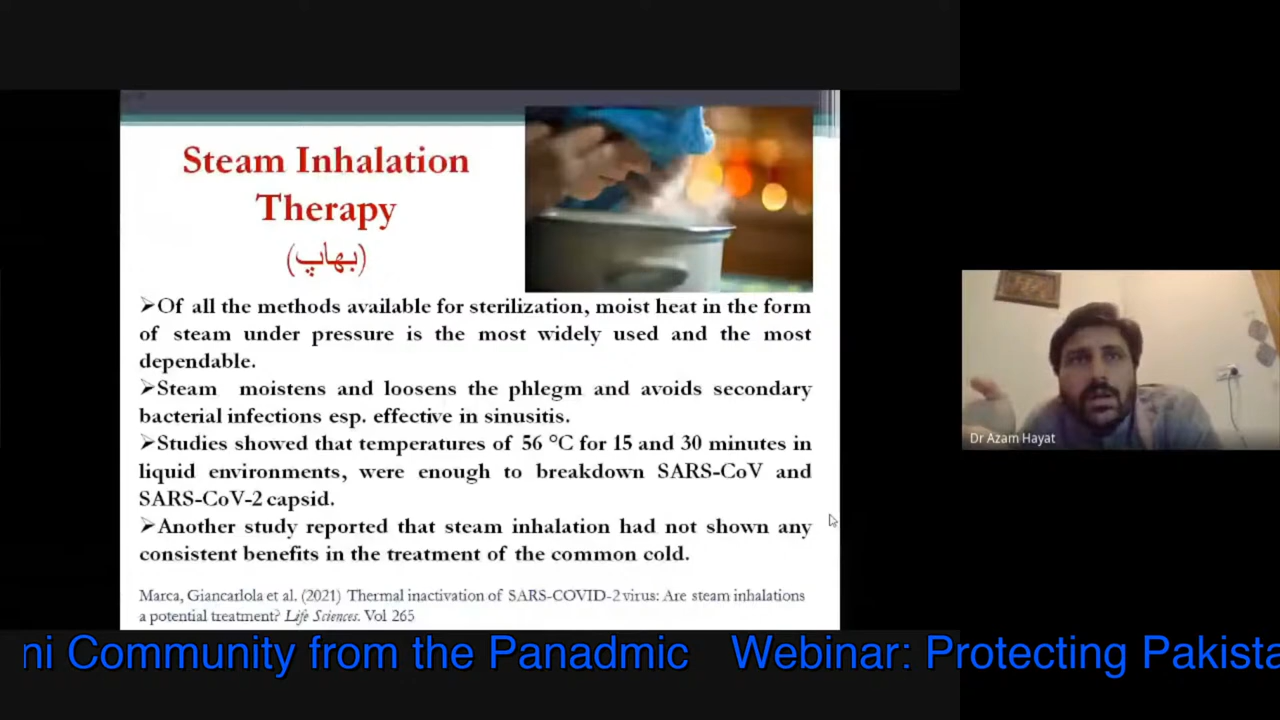 Steam Inhalation
Therapy
(بھاپ)
➢Of all the methods available for sterilization, moist heat in the form
of steam under pressure is the most widely used and the most
dependable.
➢Steam moistens and loosens the phlegm and avoids secondary
bacterial infections esp. effective in sinusitis.
➢Studies showed that temperatures of 56 °C for 15 and 30 minutes in
liquid environments, were enough to breakdown SARS-CoV and
SARS-CoV-2 capsid.
➢Another study reported that steam inhalation had not shown any
consistent benefits in the treatment of the common cold.
Marca, Giancarlola et al. (2021) Thermal inactivation of SARS-COVID-2 virus: Are steam inhalations
a potential treatment? Life Sciences. Vol 265
Dr Azam Hayat
ni Community from the Panadmic Webinar: Protecting Pakista